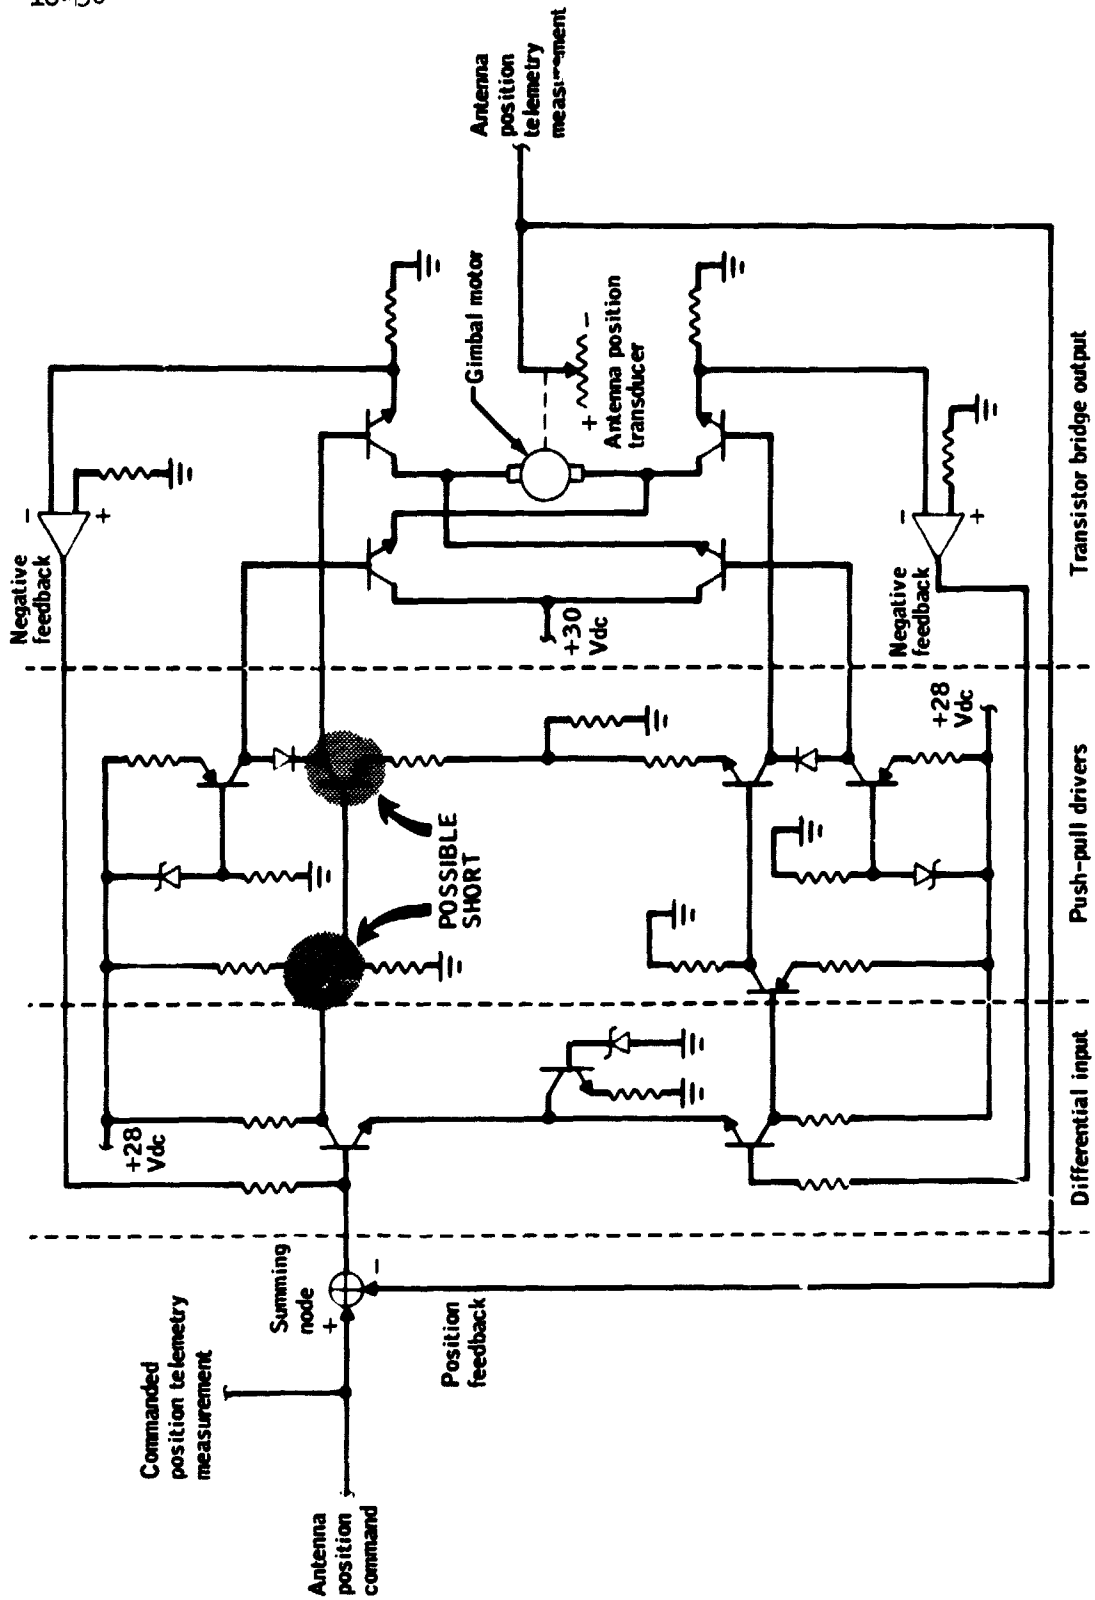 Antenna
position
command
Commanded
position telemetry
measurement
Summing
node
+
-
Position
feedback
+28
Vdc
POSSIBLE
SHORT
+28
Vdc
Negative
feedback
-
+
+30
Vdc
Gimbal motor
+
-
Antenna position
transducer
Negative
feedback
-
+
Antenna
position
telemetry
measurement
Differential input
Push-pull drivers
Transistor bridge output